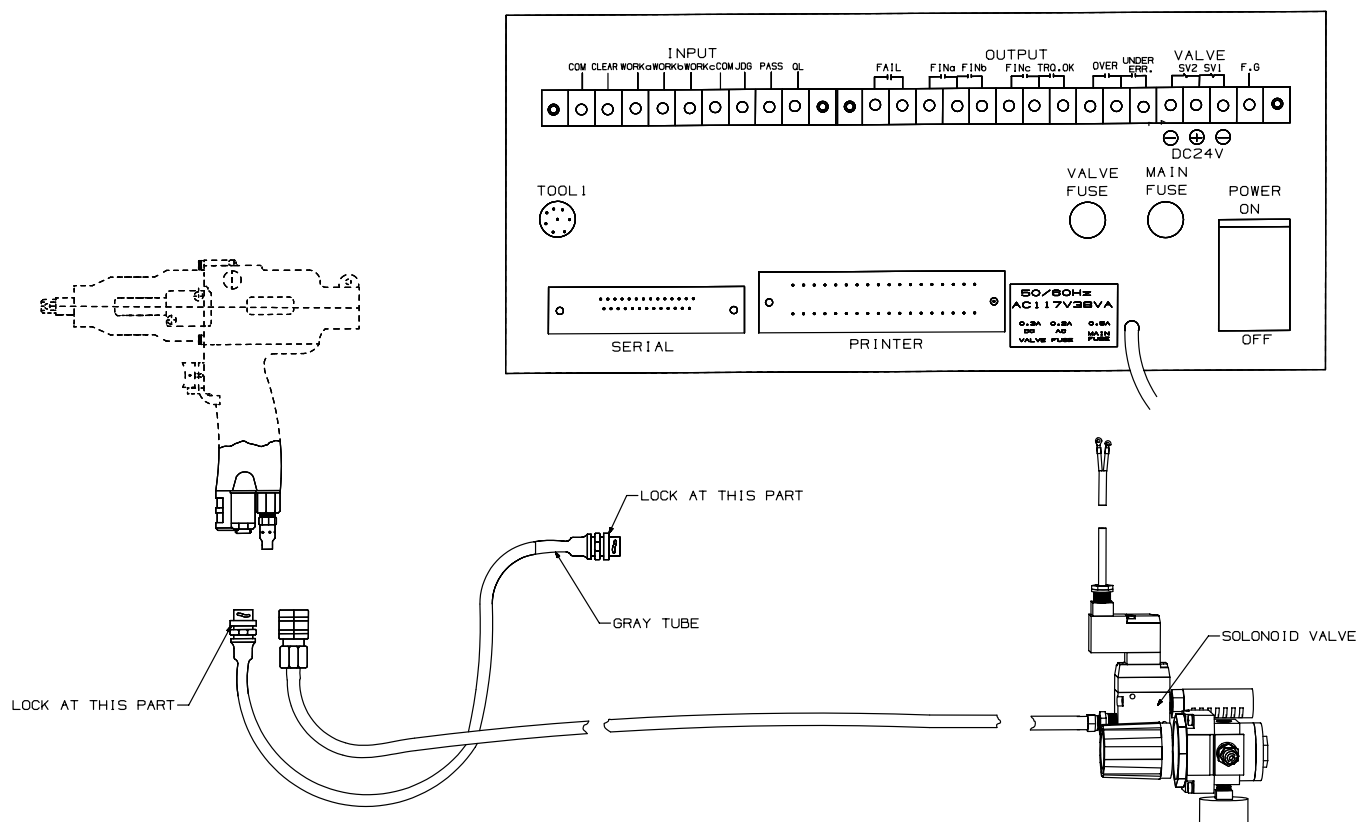 INPUT
OUTPUT
VALVE
COM CLEAR WORKa WORKb WORKc COM JDG PASS QL
FAIL FINa FINb FINc TRQ.OK OVER UNDER ERR. SV2 SV1 F.G
DC24V
TOOL1
VALVE FUSE
MAIN FUSE
POWER
ON
OFF
SERIAL
PRINTER
50/60Hz
AC117V38VA
0.3A 0.2A 0.5A
DC AC MAIN
VALVE FUSE FUSE
LOCK AT THIS PART
GRAY TUBE
SOLONOID VALVE
LOCK AT THIS PART